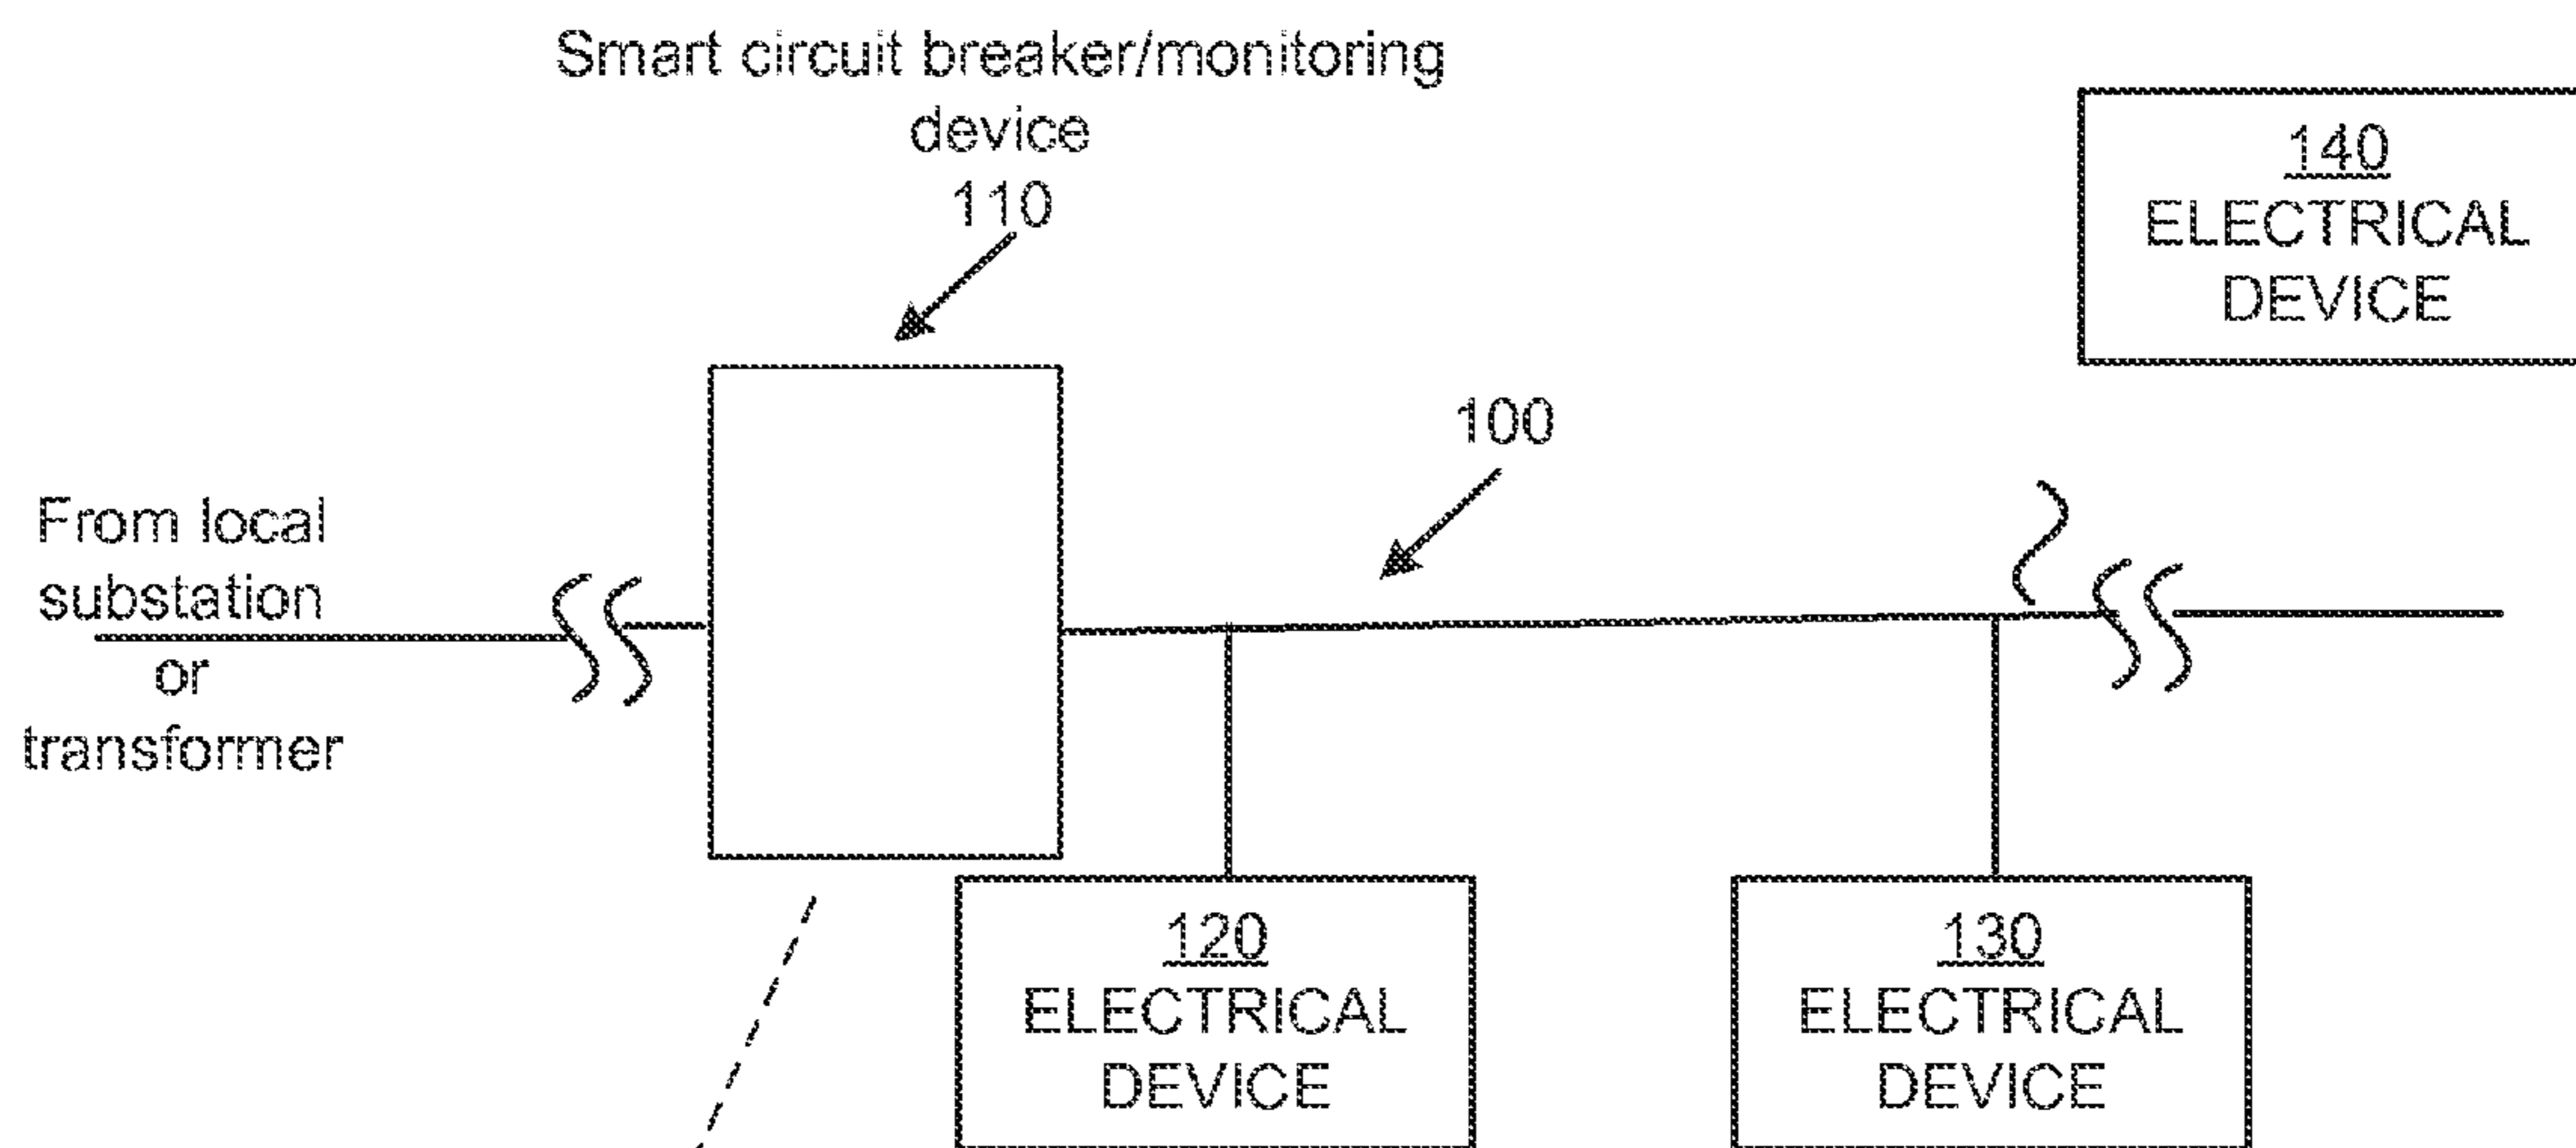 Smart circuit breaker/monitoring
device
110
140
ELECTRICAL
DEVICE
100
From local
substation
or
transformer
120
ELECTRICAL
DEVICE
130
ELECTRICAL
DEVICE